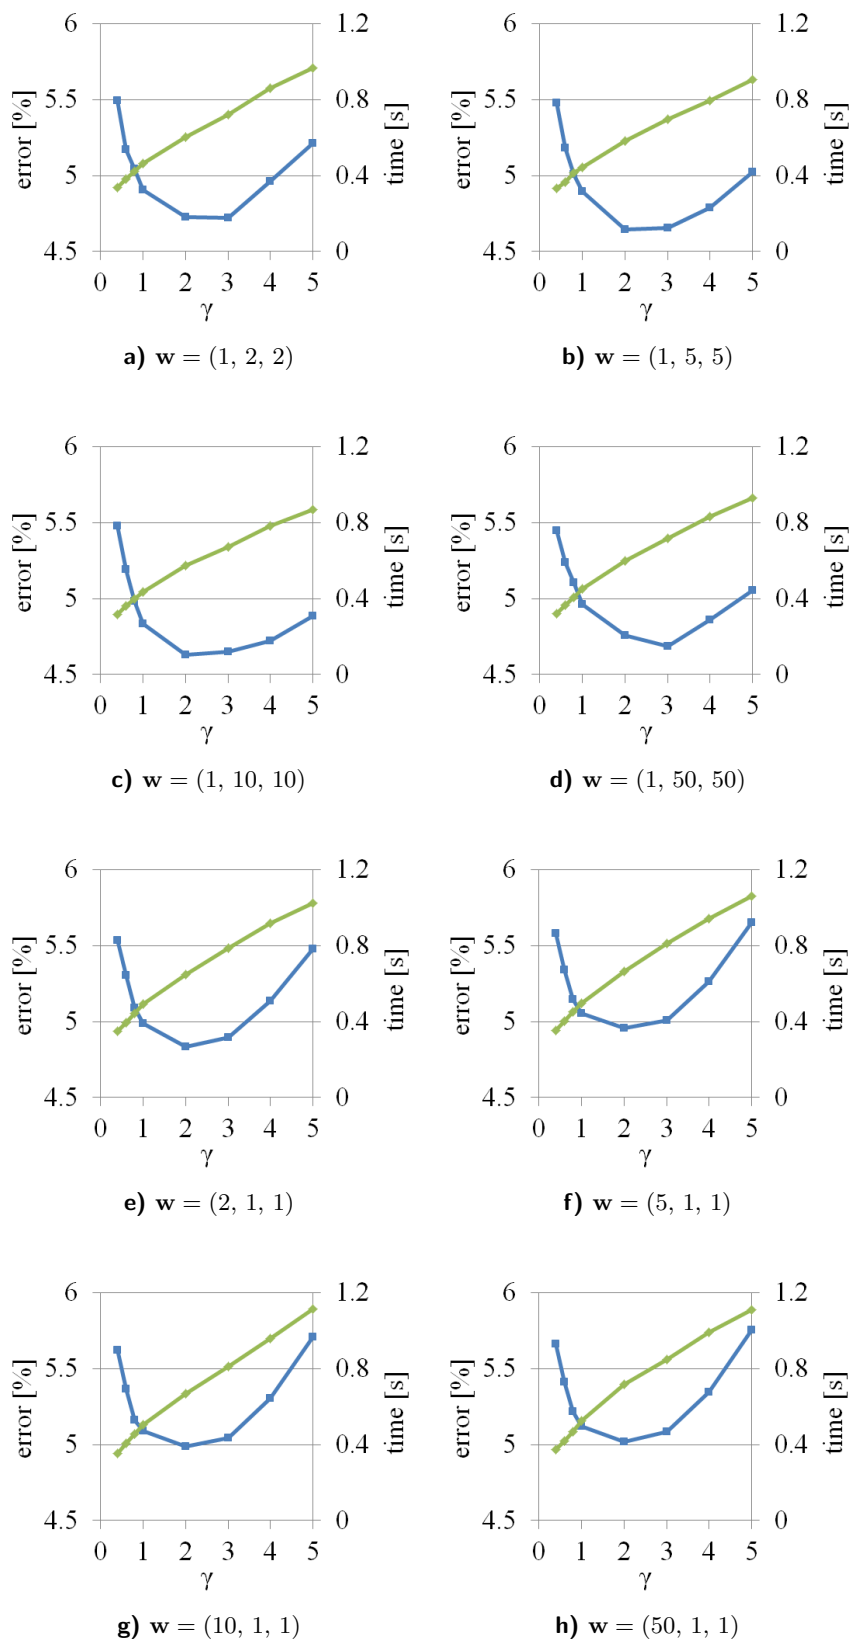 6 1.2 6 1.2
5.5 0.8 5.5 0.8
error [%] time [s] error [%] time [s]
5 0.4 5 0.4
4.5 0 4.5 0
0 1 2 3 4 5 0 1 2 3 4 5
γ γ
a) w = (1, 2, 2) b) w = (1, 5, 5)
6 1.2 6 1.2
5.5 0.8 5.5 0.8
error [%] time [s] error [%] time [s]
5 0.4 5 0.4
4.5 0 4.5 0
0 1 2 3 4 5 0 1 2 3 4 5
γ γ
c) w = (1, 10, 10) d) w = (1, 50, 50)
6 1.2 6 1.2
5.5 0.8 5.5 0.8
error [%] time [s] error [%] time [s]
5 0.4 5 0.4
4.5 0 4.5 0
0 1 2 3 4 5 0 1 2 3 4 5
γ γ
e) w = (2, 1, 1) f) w = (5, 1, 1)
6 1.2 6 1.2
5.5 0.8 5.5 0.8
error [%] time [s] error [%] time [s]
5 0.4 5 0.4
4.5 0 4.5 0
0 1 2 3 4 5 0 1 2 3 4 5
γ γ
g) w = (10, 1, 1) h) w = (50, 1, 1)